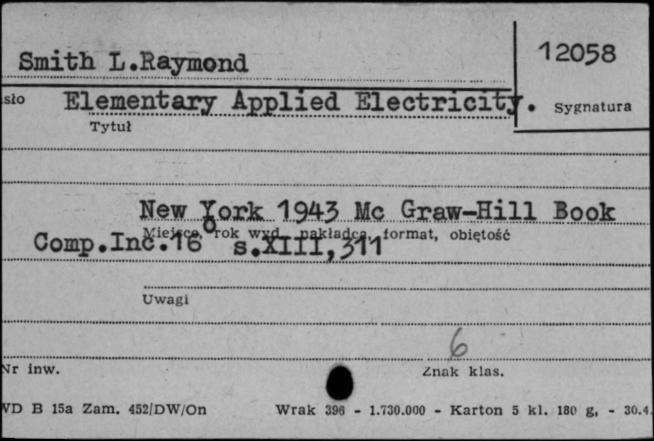 Smith L.Raymond
12058
sło Elementary Applied Electricity. Sygnatura
Tytuł
New York 1943 Mc Graw-Hill Book
Miejsce, rok wyd., nakładca, format, objętość
Comp.Inc.16° s.XIII,311
Uwagi
6
Nr inw. Znak klas.
WD B 15a Zam. 452/DW/On Wrak 396 - 1.730.000 - Karton 5 kl. 180 g, - 30.4.